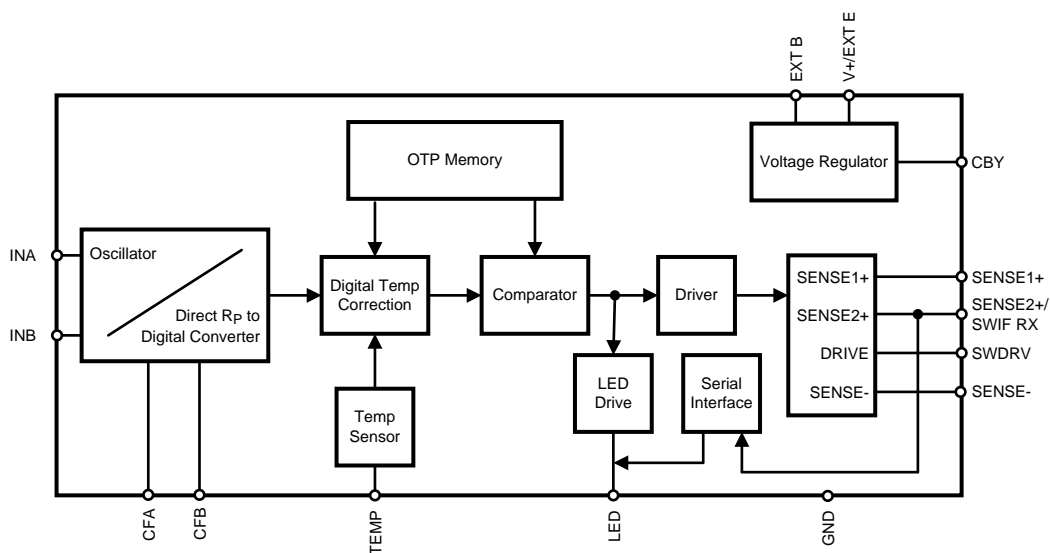 EXT B
V+/EXT E
OTP Memory
Voltage Regulator
CBY
INA
INB
Oscillator
Direct RP to
Digital Converter
Digital Temp
Correction
Comparator
Driver
SENSE1+
SENSE2+
DRIVE
SENSE-
SENSE1+
SENSE2+/
SWIF RX
SWDRV
SENSE-
Temp
Sensor
LED
Drive
Serial
Interface
CFA
CFB
TEMP
LED
GND